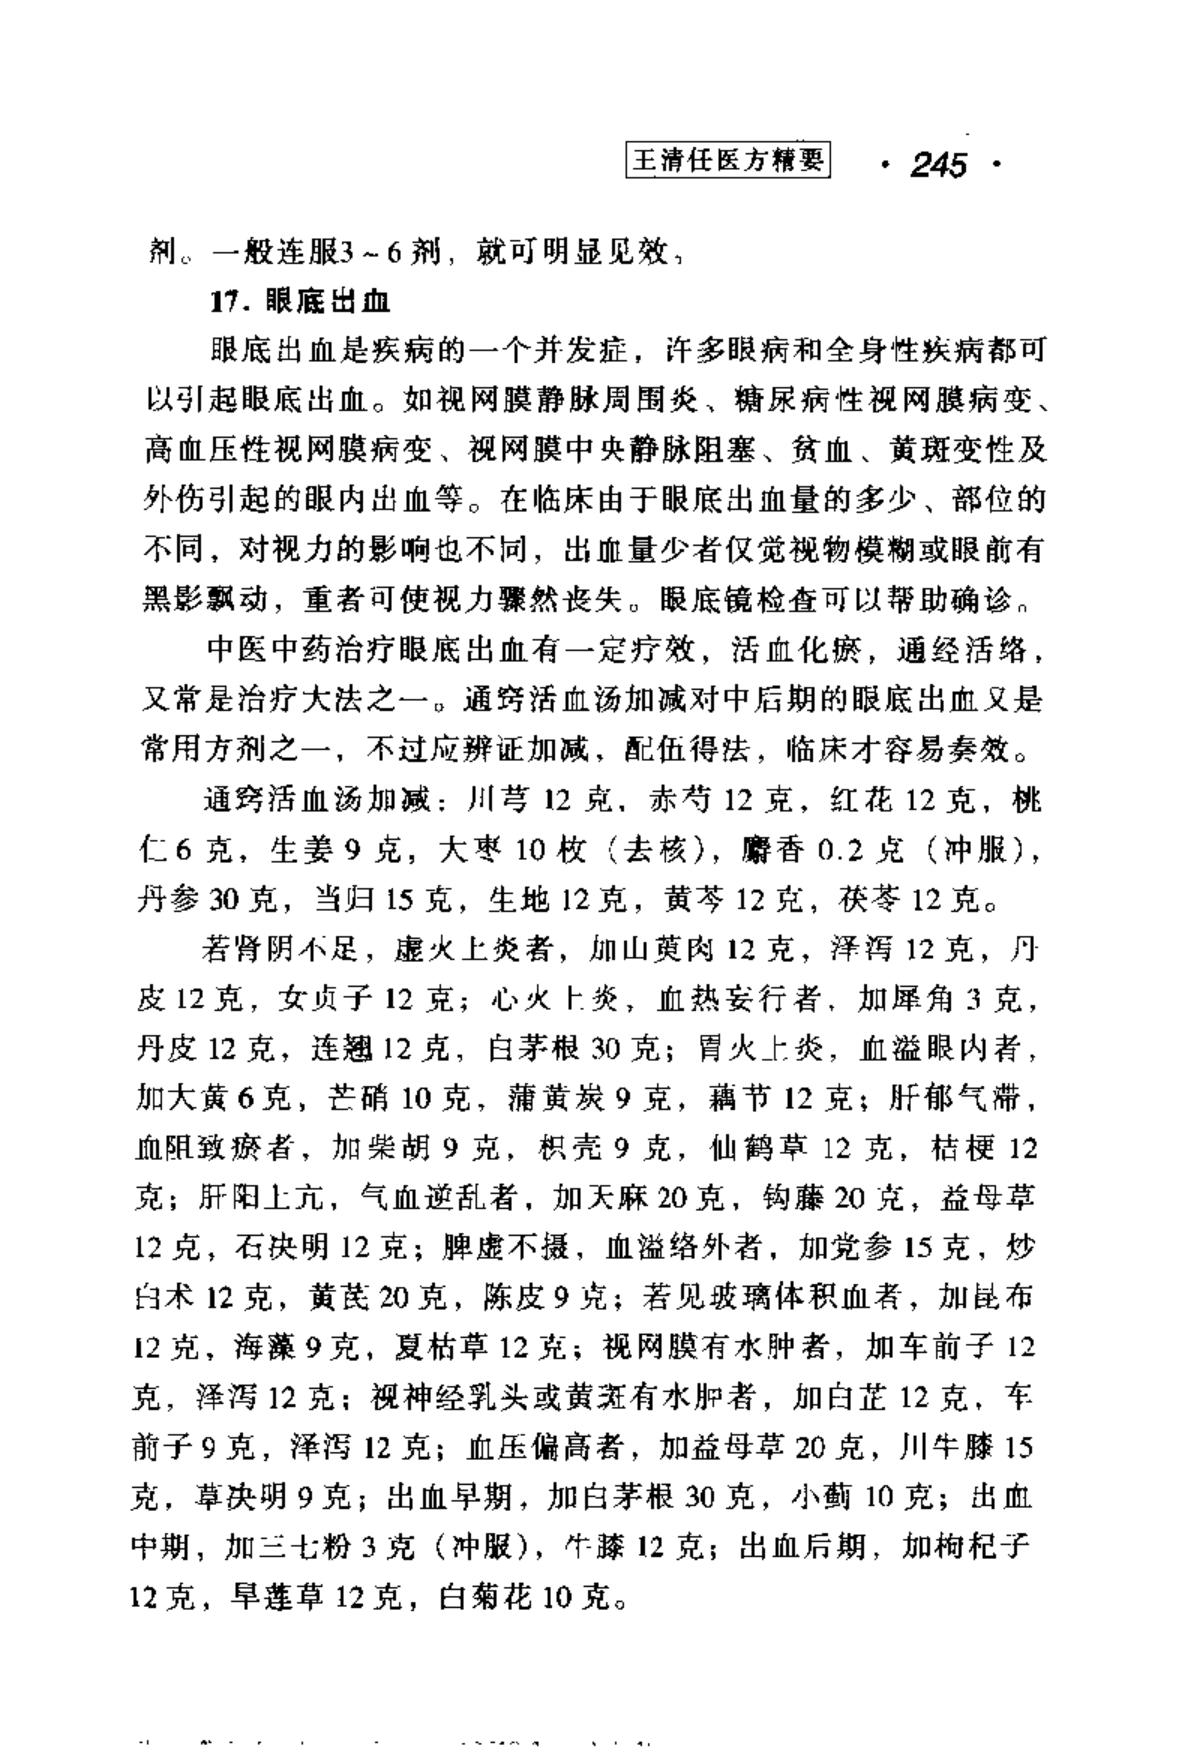 王清任医方精要 · 245 ·
剂。一般连服3~6剂，就可明显见效。
17. 眼底出血
眼底出血是疾病的一个并发症，许多眼病和全身性疾病都可
以引起眼底出血。如视网膜静脉周围炎、糖尿病性视网膜病变、
高血压性视网膜病变、视网膜中央静脉阻塞、贫血、黄斑变性及
外伤引起的眼内出血等。在临床由于眼底出血量的多少、部位的
不同，对视力的影响也不同，出血量少者仅觉视物模糊或眼前有
黑影飘动，重者可使视力骤然丧失。眼底镜检查可以帮助确诊。
中医中药治疗眼底出血有一定疗效，活血化瘀，通经活络，
又常是治疗大法之一。通窍活血汤加减对中后期的眼底出血又是
常用方剂之一，不过应辨证加减，配伍得法，临床才容易奏效。
通窍活血汤加减：川芎 12 克，赤芍 12 克，红花 12 克，桃
仁 6 克，生姜 9 克，大枣 10 枚（去核），麝香 0.2 克（冲服），
丹参 30 克，当归 15 克，生地 12 克，黄芩 12 克，茯苓 12 克。
若肾阴不足，虚火上炎者，加山萸肉 12 克，泽泻 12 克，丹
皮 12 克，女贞子 12 克；心火上炎，血热妄行者，加犀角 3 克，
丹皮 12 克，连翘 12 克，白茅根 30 克；胃火上炎，血溢眼内者，
加大黄 6 克，芒硝 10 克，蒲黄炭 9 克，藕节 12 克；肝郁气滞，
血阻致瘀者，加柴胡 9 克，枳壳 9 克，仙鹤草 12 克，桔梗 12
克；肝阳上亢，气血逆乱者，加天麻 20 克，钩藤 20 克，益母草
12 克，石决明 12 克；脾虚不摄，血溢络外者，加党参 15 克，炒
白术 12 克，黄芪 20 克，陈皮 9 克；若见玻璃体积血者，加昆布
12 克，海藻 9 克，夏枯草 12 克；视网膜有水肿者，加车前子 12
克，泽泻 12 克；视神经乳头或黄斑有水肿者，加白芷 12 克，车
前子 9 克，泽泻 12 克；血压偏高者，加益母草 20 克，川牛膝 15
克，草决明 9 克；出血早期，加白茅根 30 克，小蓟 10 克；出血
中期，加三七粉 3 克（冲服），牛膝 12 克；出血后期，加枸杞子
12 克，旱莲草 12 克，白菊花 10 克。